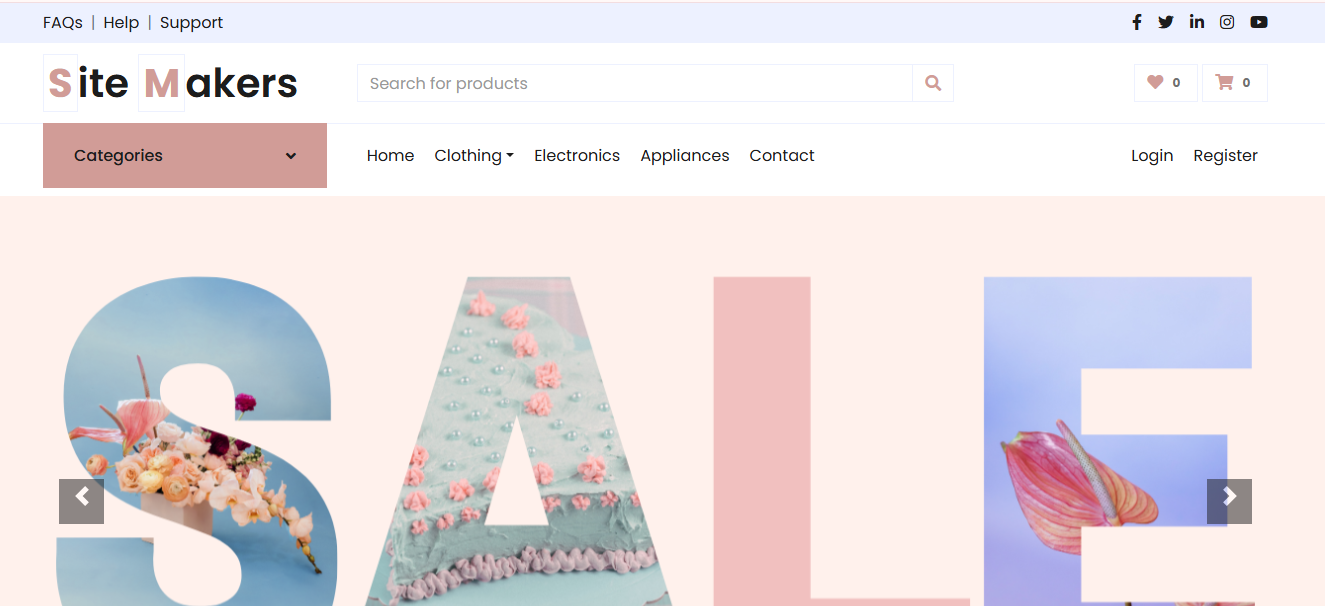 FAQs | Help | Support
Site Makers
Search for products
0
0
Categories
Home Clothing Electronics Appliances Contact
Login Register
SALE